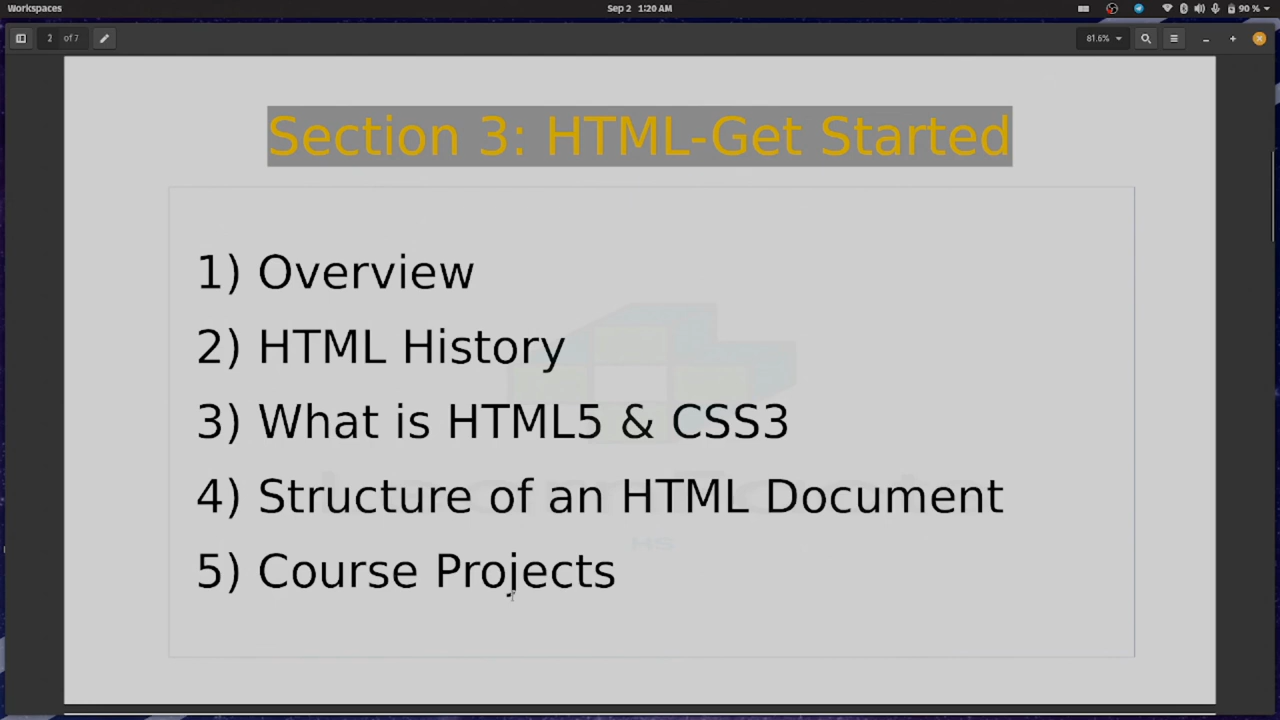 Workspaces
Sep 2 1:20 AM
90 %
2 of 7
81.6%
Section 3: HTML-Get Started
1) Overview
2) HTML History
3) What is HTML5 & CSS3
4) Structure of an HTML Document
5) Course Projects